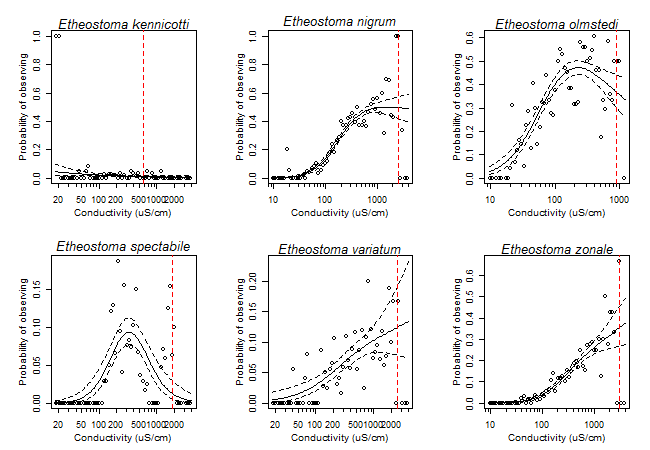 Etheostoma kennicotti
Etheostoma nigrum
Etheostoma olmstedi
Probability of observing
0.0 0.2 0.4 0.6 0.8 1.0
20 100 200 500 1000 2000
Conductivity (uS/cm)
Probability of observing
0.0 0.2 0.4 0.6 0.8 1.0
10 100 1000
Conductivity (uS/cm)
Probability of observing
0.0 0.1 0.2 0.3 0.4 0.5 0.6
10 100 1000
Conductivity (uS/cm)
Etheostoma spectabile
Etheostoma variatum
Etheostoma zonale
Probability of observing
0.00 0.05 0.10 0.15
20 100 200 500 2000
Conductivity (uS/cm)
Probability of observing
0.00 0.05 0.10 0.15 0.20
20 100 200 500 1000 2000
Conductivity (uS/cm)
Probability of observing
0.0 0.1 0.2 0.3 0.4 0.5 0.6
10 100 1000
Conductivity (uS/cm)